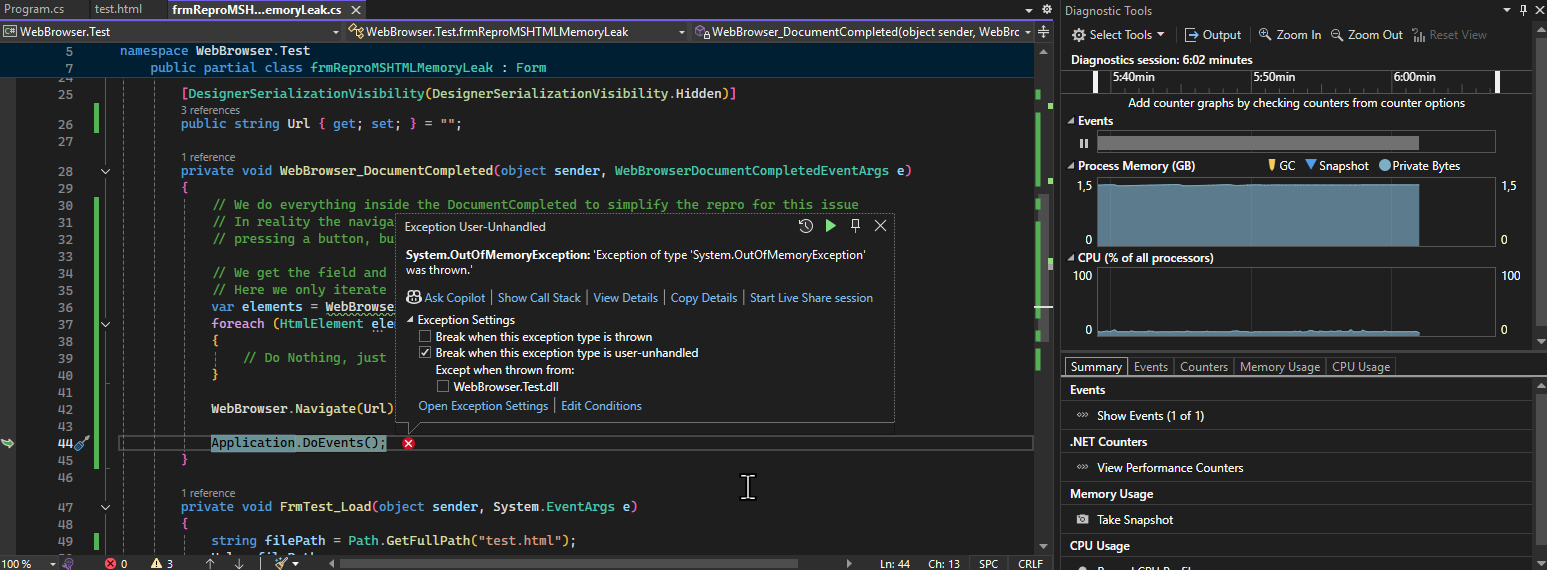 Program.cs test.html frmReproMSH...emoryLeak.cs
WebBrowser.Test WebBrowser.Test.frmReproMSHTMLMemoryLeak WebBrowser_DocumentCompleted(object sender, WebBrc
5 namespace WebBrowser.Test
7 public partial class frmReproMSHTMLMemoryLeak : Form
24
25 [DesignerSerializationVisibility(DesignerSerializationVisibility.Hidden)]
3 references
26 public string Url { get; set; } = "";
27
1 reference
28 private void WebBrowser_DocumentCompleted(object sender, WebBrowserDocumentCompletedEventArgs e)
29 {
30 // We do everything inside the DocumentCompleted to simplify the repro for this issue
31 // In reality the naviga
32 // pressing a button, bu
33
34 // We get the field and
35 // Here we only iterate
36 var elements = WebBrowse
37 foreach (HtmlElement ele
38 {
39 // Do Nothing, just
40 }
41
42 WebBrowser.Navigate(Url)
43
44 Application.DoEvents();
45 }
46
1 reference
47 private void FrmTest_Load(object sender, System.EventArgs e)
48 {
49 string filePath = Path.GetFullPath("test.html");
Exception User-Unhandled
System.OutOfMemoryException: 'Exception of type 'System.OutOfMemoryException'
was thrown.'
Ask Copilot | Show Call Stack | View Details | Copy Details | Start Live Share session
Exception Settings
Break when this exception type is thrown
Break when this exception type is user-unhandled
Except when thrown from:
WebBrowser.Test.dll
Open Exception Settings | Edit Conditions
100 % 0 3 Ln: 44 Ch: 13 SPC CRLF
Diagnostic Tools
Select Tools Output Zoom In Zoom Out Reset View
Diagnostics session: 6:02 minutes
5:40min 5:50min 6:00min
Add counter graphs by checking counters from counter options
Events
Process Memory (GB) GC Snapshot Private Bytes
1,5 1,5
0 0
CPU (% of all processors)
100 100
0 0
Summary Events Counters Memory Usage CPU Usage
Events
Show Events (1 of 1)
.NET Counters
View Performance Counters
Memory Usage
Take Snapshot
CPU Usage